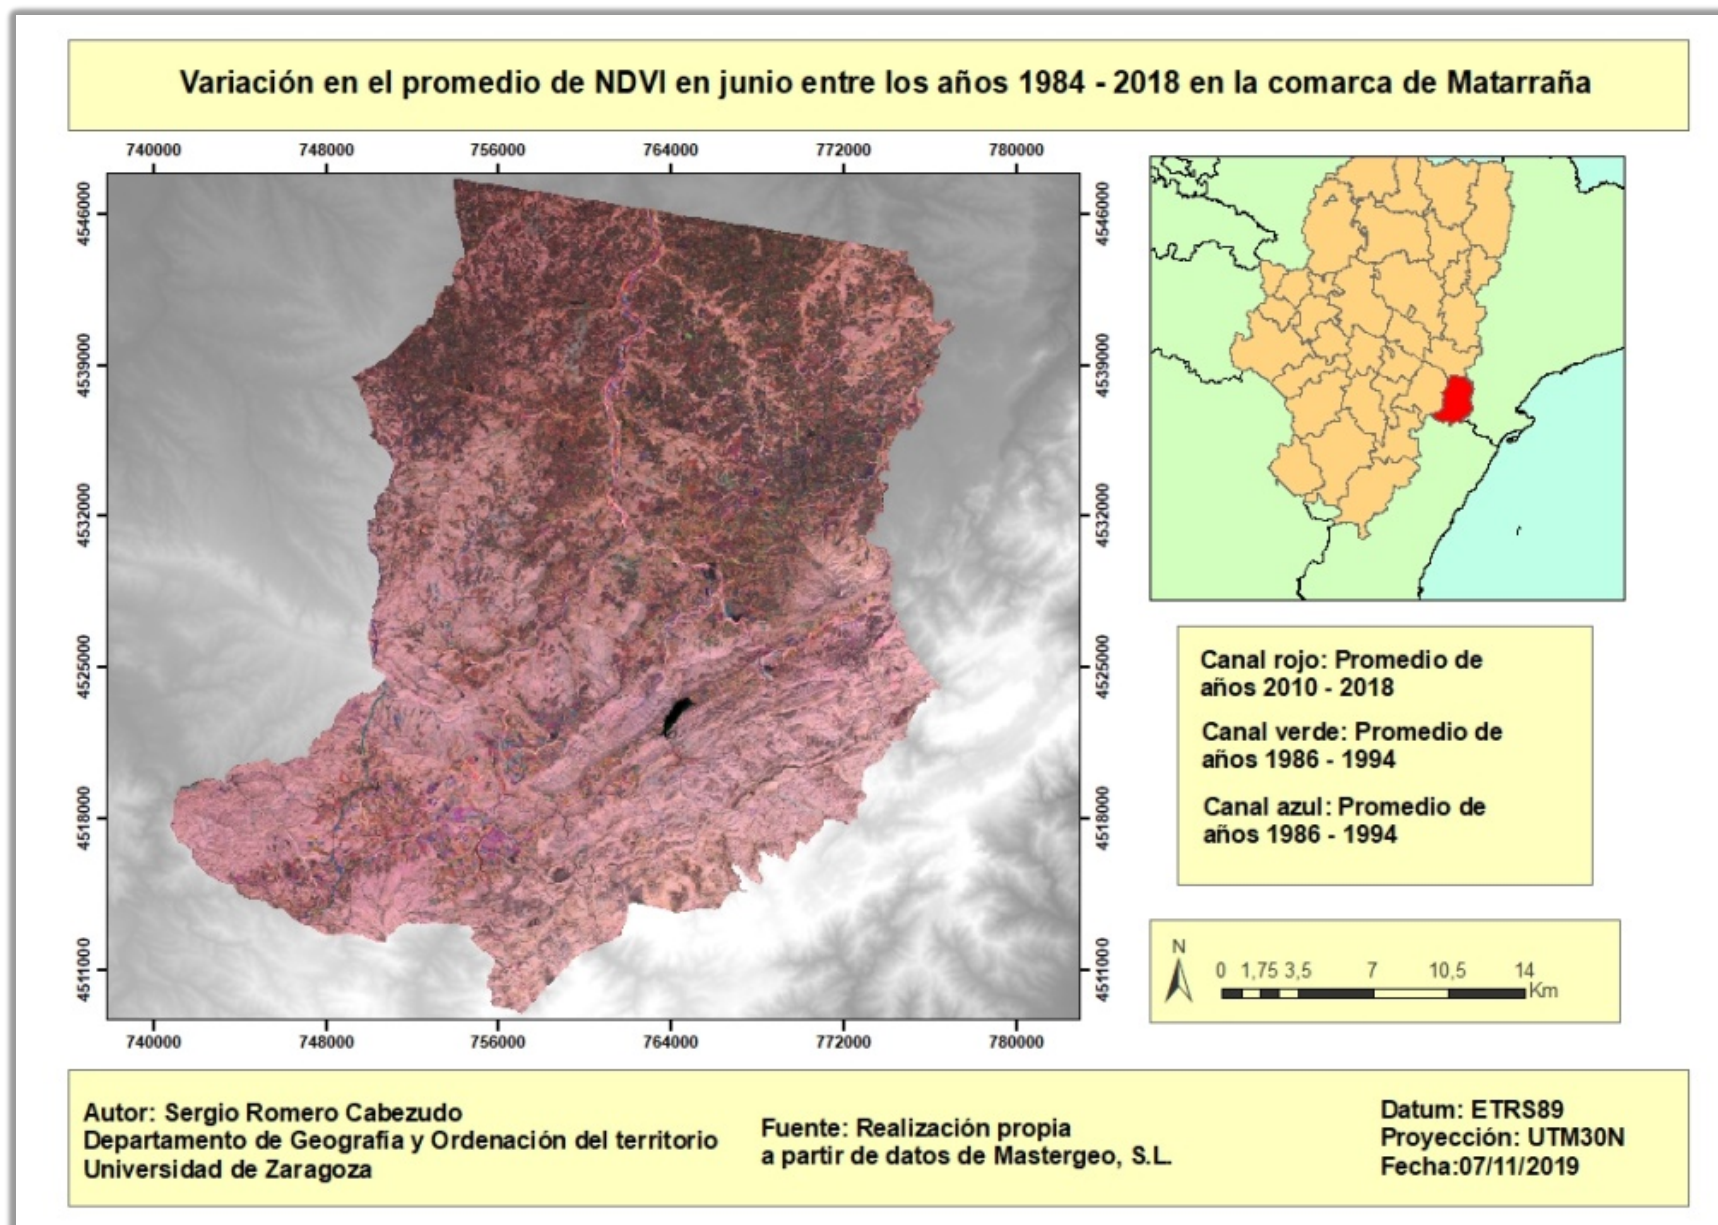 Variación en el promedio de NDVI en junio entre los años 1984 - 2018 en la comarca de Matarraña
740000 748000 756000 764000 772000 780000
4546000 4546000
4539000 4539000
4532000 4532000
4525000 4525000
4518000 4518000
4511000 4511000
740000 748000 756000 764000 772000 780000
Canal rojo: Promedio de
años 2010 - 2018
Canal verde: Promedio de
años 1986 - 1994
Canal azul: Promedio de
años 1986 - 1994
N
0 1,75 3,5 7 10,5 14
Km
Autor: Sergio Romero Cabezudo
Departamento de Geografía y Ordenación del territorio
Universidad de Zaragoza
Fuente: Realización propia
a partir de datos de Mastergeo, S.L.
Datum: ETRS89
Proyección: UTM30N
Fecha:07/11/2019